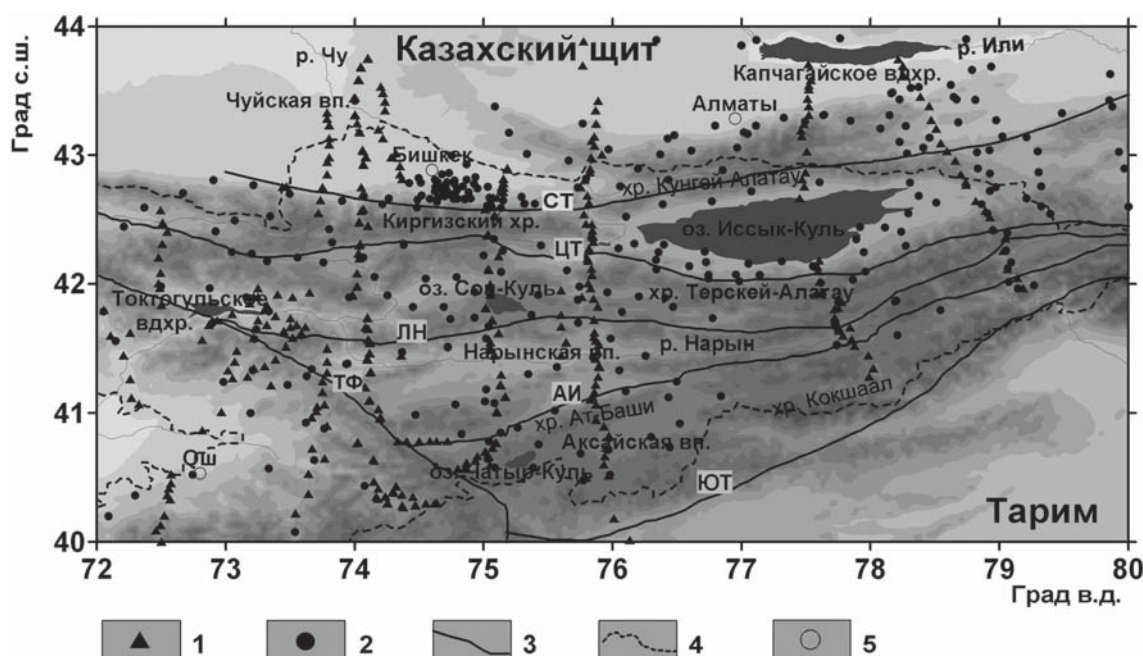 44
43
42
41
40
Град с.ш.
Казахский щит
р. Чу
р. Или
Капчагайское вдхр.
Чуйская вп.
Алматы
Бишкек
хр. Кунгей Алатау
СТ
Киргизский хр.
оз. Иссык-Куль
ЦТ
оз. Сон-Куль
хр. Терскей-Алатау
Токтогульское
вдхр.
ЛН
Нарынская вп.
р. Нарын
ТФ
АИ
хр. Ат-Баши
хр. Кокшаал
Аксайская вп.
Ош
оз. Чатыр-Куль
ЮТ
Тарим
72 73 74 75 76 77 78 79 80
Град в.д.
1 2 3 4 5